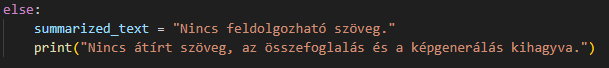 else:
    summarized_text = "Nincs feldolgozható szöveg."
    print("Nincs átírt szöveg, az összefoglalás és a képgenerálás kihagyva.")